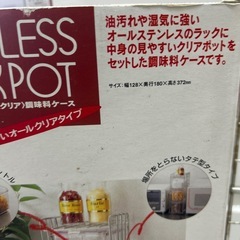 LESS
POT
クリア)調味料ケース
いオールクリアタイプ
油汚れや湿気に強い
オールステンレスのラックに
中身の見やすいクリアポットを
セットした調味料ケースです。
サイズ:幅128×奥行180×高さ372mm
場所をとらないタテ型タイプ
トル